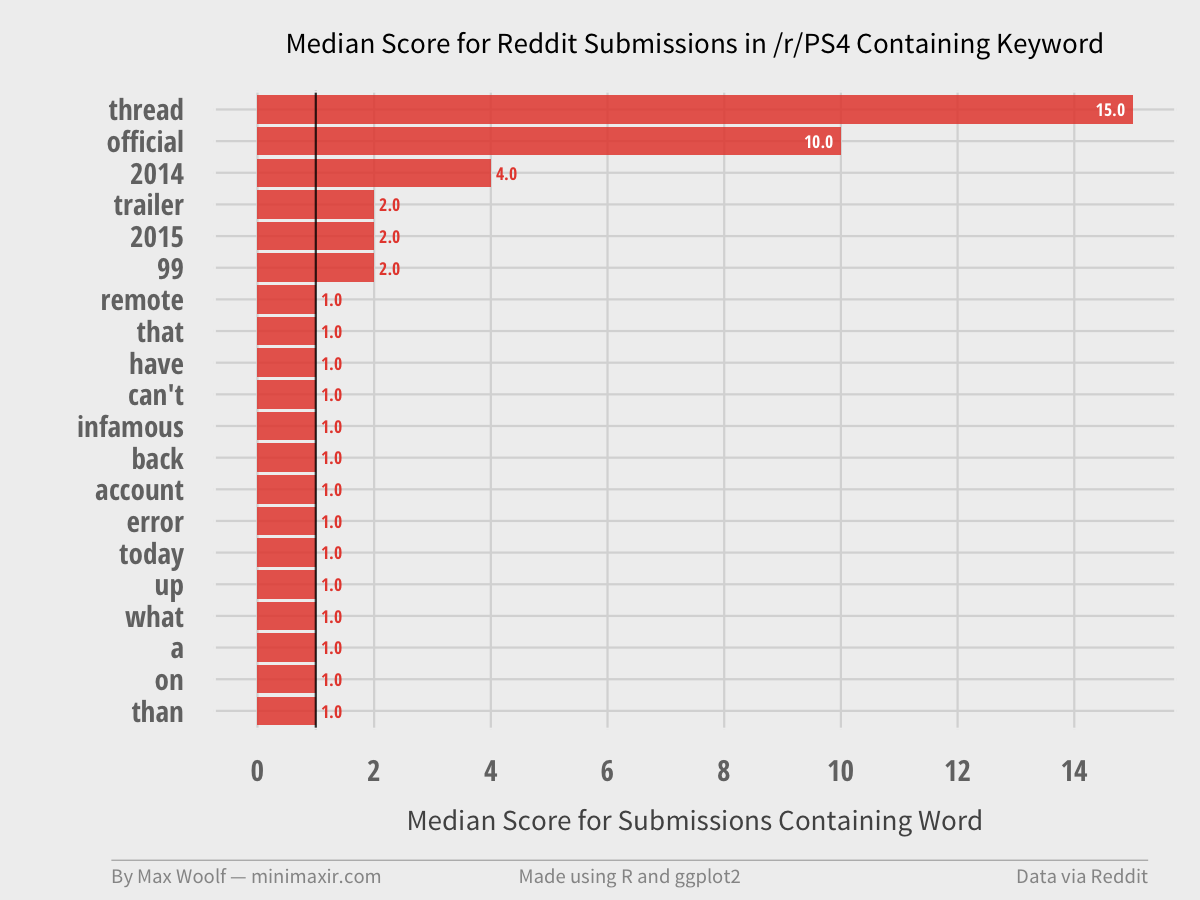 Median Score for Reddit Submissions in /r/PS4 Containing Keyword
thread 15.0
official 10.0
2014 4.0
trailer 2.0
2015 2.0
99 2.0
remote 1.0
that 1.0
have 1.0
can't 1.0
infamous 1.0
back 1.0
account 1.0
error 1.0
today 1.0
up 1.0
what 1.0
a 1.0
on 1.0
than 1.0
0 2 4 6 8 10 12 14
Median Score for Submissions Containing Word
By Max Woolf — minimaxir.com Made using R and ggplot2 Data via Reddit